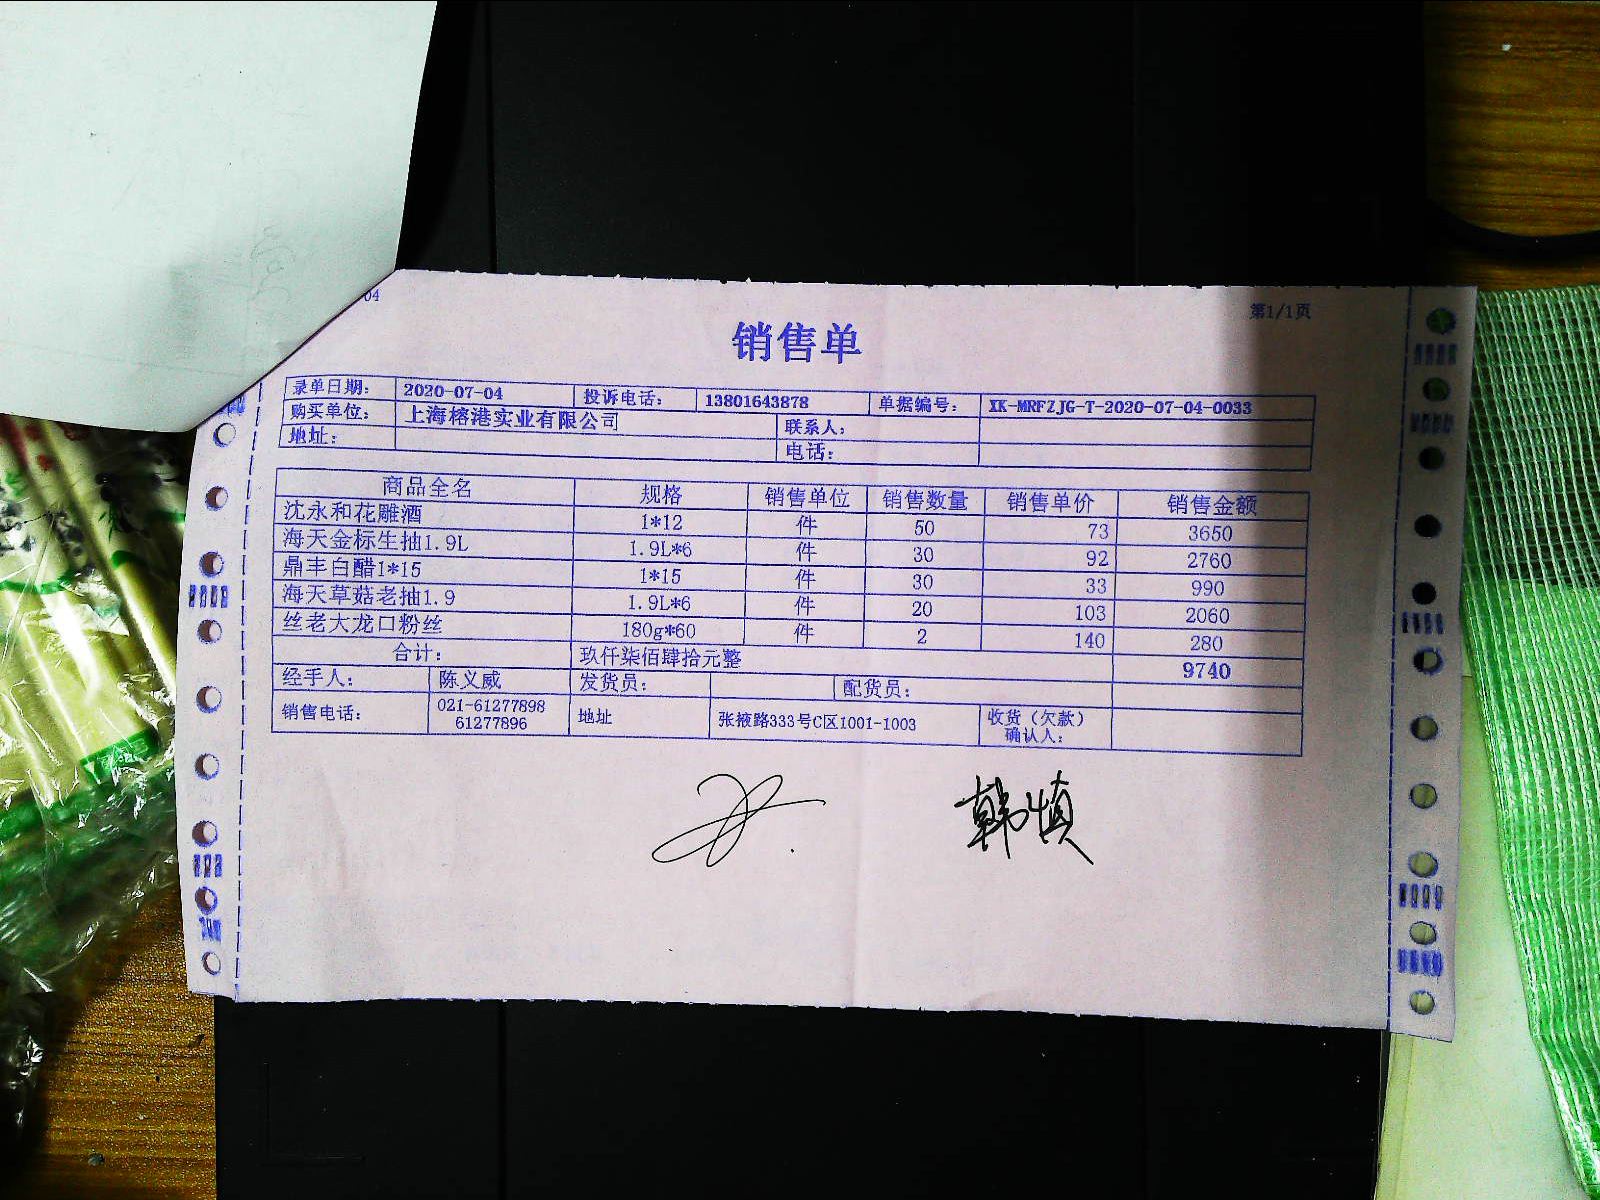 04
第1/1页
销售单
录单日期: 2020-07-04 投诉电话: 13801643878 单据编号: XK-MRFZJG-T-2020-07-04-0033
购买单位: 上海榕港实业有限公司 联系人:
地址: 电话:
商品全名 规格 销售单位 销售数量 销售单价 销售金额
沈永和花雕酒 1*12 件 50 73 3650
海天金标生抽1.9L 1.9L*6 件 30 92 2760
鼎丰白醋1*15 1*15 件 30 33 990
海天草菇老抽1.9 1.9L*6 件 20 103 2060
丝老大龙口粉丝 180g*60 件 2 140 280
合计: 玖仟柒佰肆拾元整 9740
经手人: 陈义威 发货员: 配货员:
销售电话: 021-61277898 61277896 地址 张掖路333号C区1001-1003 收货（欠款）确认人:
韩慎